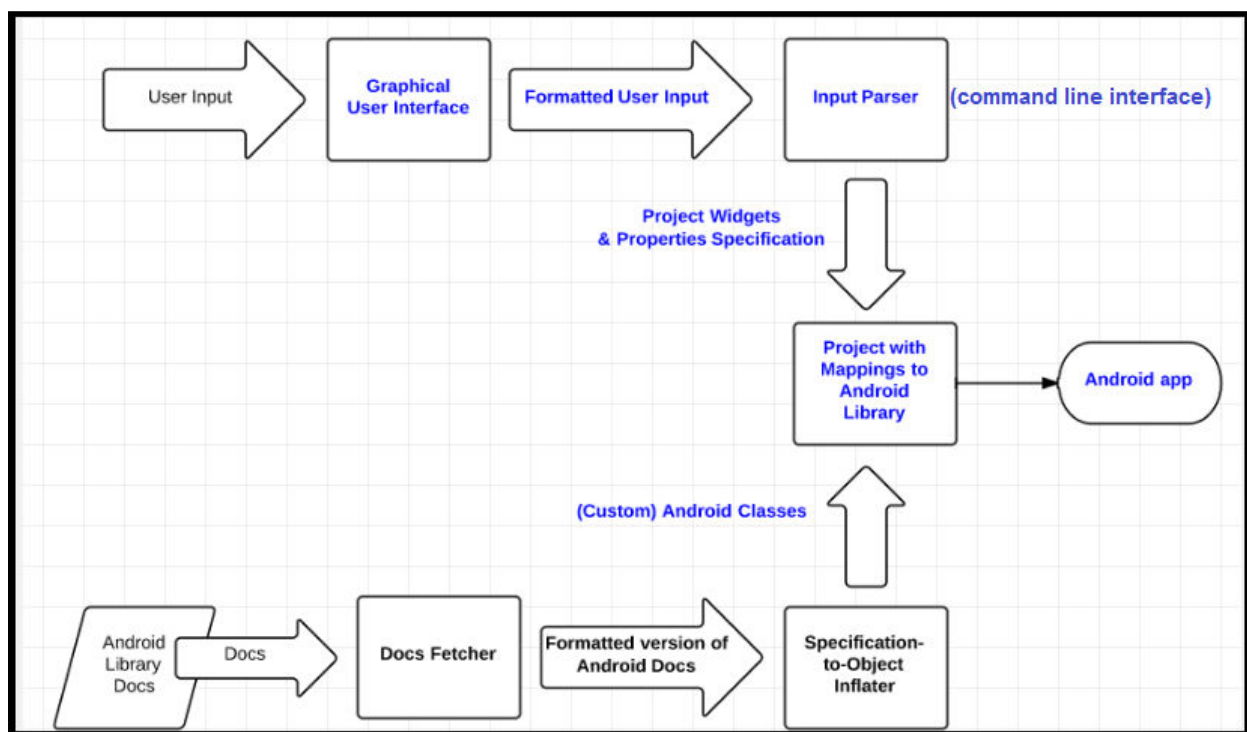 User Input
Graphical
User Interface
Formatted User Input
Input Parser
(command line interface)
Project Widgets
& Properties Specification
Project with
Mappings to
Android
Library
Android app
(Custom) Android Classes
Android
Library
Docs
Docs
Docs Fetcher
Formatted version of
Android Docs
Specification-
to-Object
Inflater